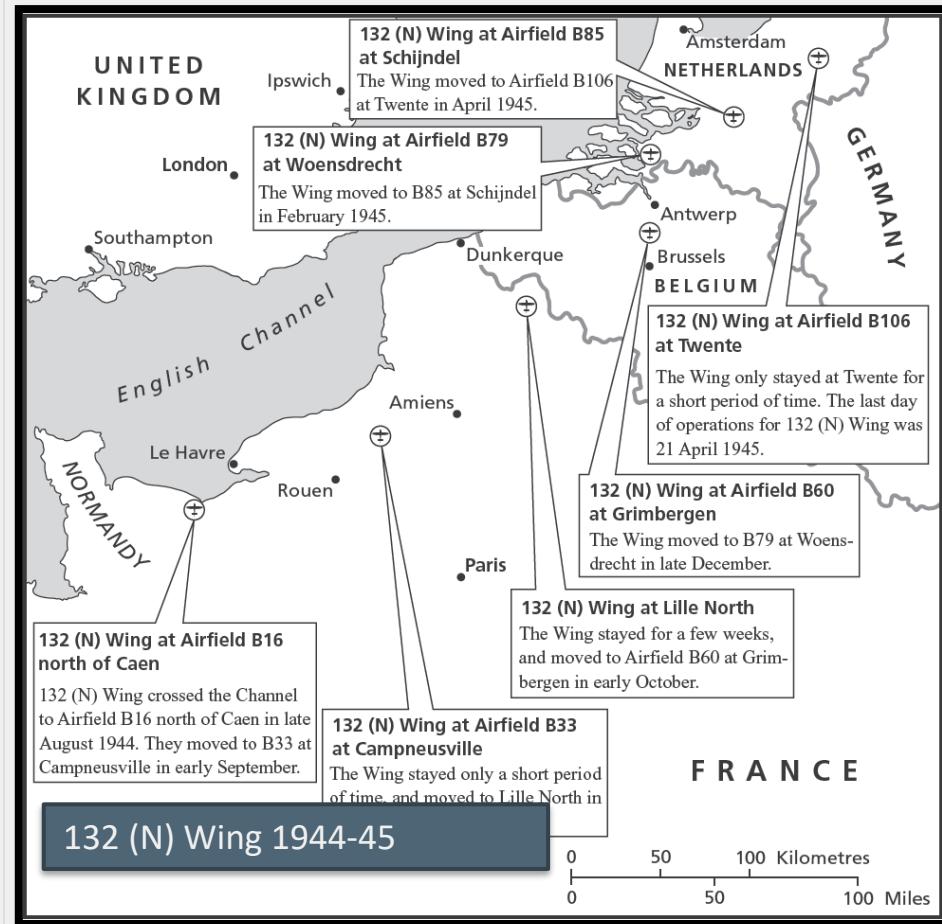 132 (N) Wing at Airfield B85
at Schijndel
The Wing moved to Airfield B106
at Twente in April 1945.
Amsterdam
NETHERLANDS
UNITED
KINGDOM
Ipswich
132 (N) Wing at Airfield B79
at Woensdrecht
The Wing moved to B85 at Schijndel
in February 1945.
London
GERMANY
Antwerp
Southampton
Dunkerque
Brussels
BELGIUM
English Channel
132 (N) Wing at Airfield B106
at Twente
The Wing only stayed at Twente for
a short period of time. The last day
of operations for 132 (N) Wing was
21 April 1945.
Amiens
Le Havre
Rouen
NORMANDY
132 (N) Wing at Airfield B60
at Grimbergen
The Wing moved to B79 at Woens-
drecht in late December.
Paris
132 (N) Wing at Lille North
The Wing stayed for a few weeks,
and moved to Airfield B60 at Grim-
bergen in early October.
132 (N) Wing at Airfield B16
north of Caen
132 (N) Wing crossed the Channel
to Airfield B16 north of Caen in late
August 1944. They moved to B33 at
Campneusville in early September.
132 (N) Wing at Airfield B33
at Campneusville
The Wing stayed only a short period
of time, and moved to Lille North in
FRANCE
132 (N) Wing 1944-45
0 50 100 Kilometres
0 50 100 Miles